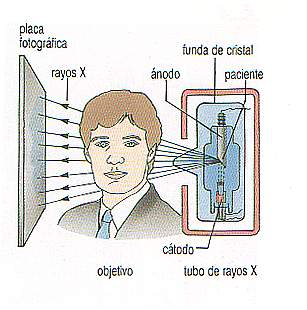 placa
fotográfica
rayos X
funda de cristal
ánodo
paciente
cátodo
objetivo
tubo de rayos X